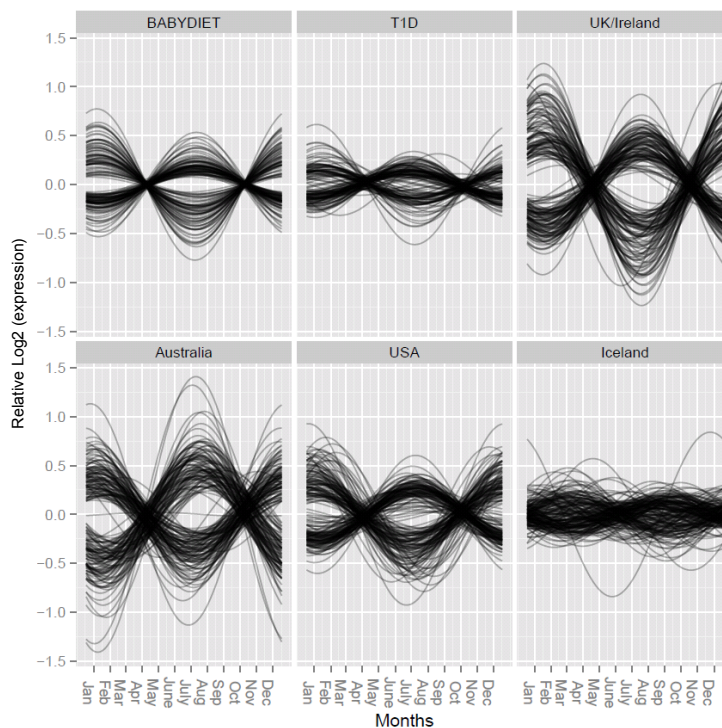 BABYDIET T1D UK/Ireland
1.5
1.0
0.5
0.0
−0.5
−1.0
−1.5
Australia USA Iceland
1.5
1.0
0.5
0.0
−0.5
−1.0
−1.5
Relative Log2 (expression)
Jan Feb Mar Apr May June July Aug Sep Oct Nov Dec Jan Feb Mar Apr May June July Aug Sep Oct Nov Dec Jan Feb Mar Apr May June July Aug Sep Oct Nov Dec
Months